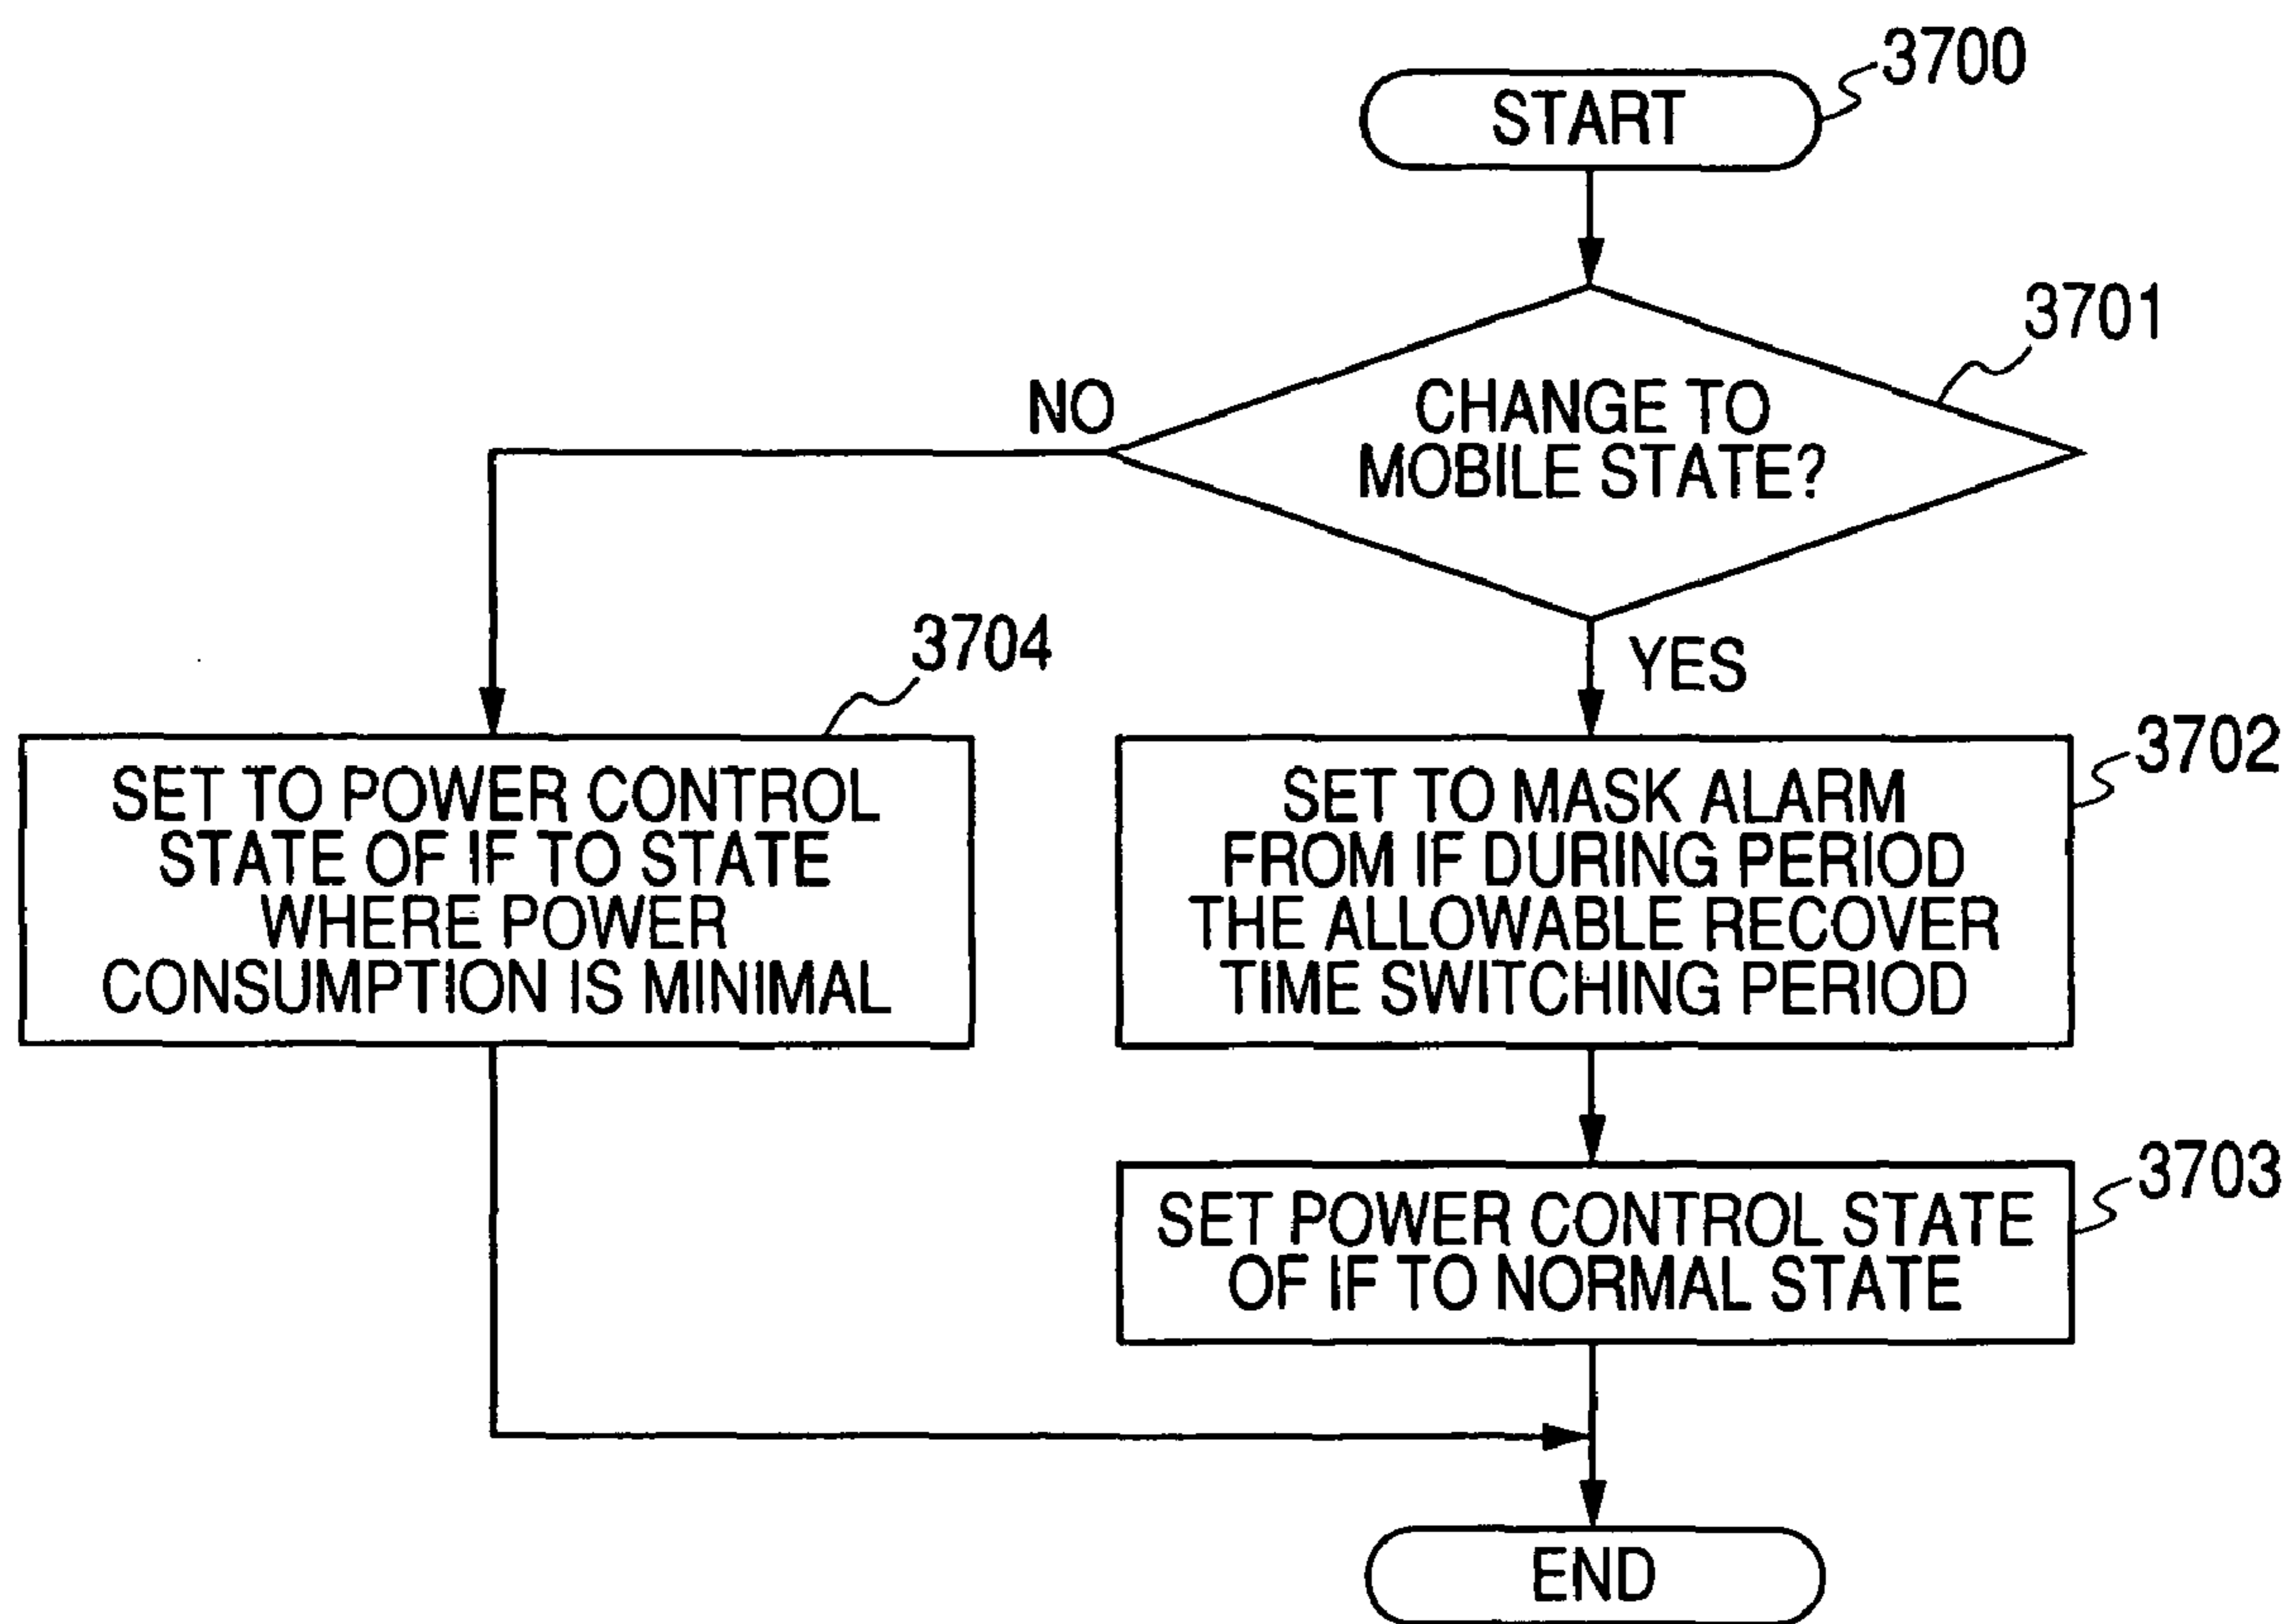 3700
START
3701
CHANGE TO
MOBILE STATE?
NO
YES
3704
SET TO POWER CONTROL
STATE OF IF TO STATE
WHERE POWER
CONSUMPTION IS MINIMAL
3702
SET TO MASK ALARM
FROM IF DURING PERIOD
THE ALLOWABLE RECOVER
TIME SWITCHING PERIOD
3703
SET POWER CONTROL STATE
OF IF TO NORMAL STATE
END